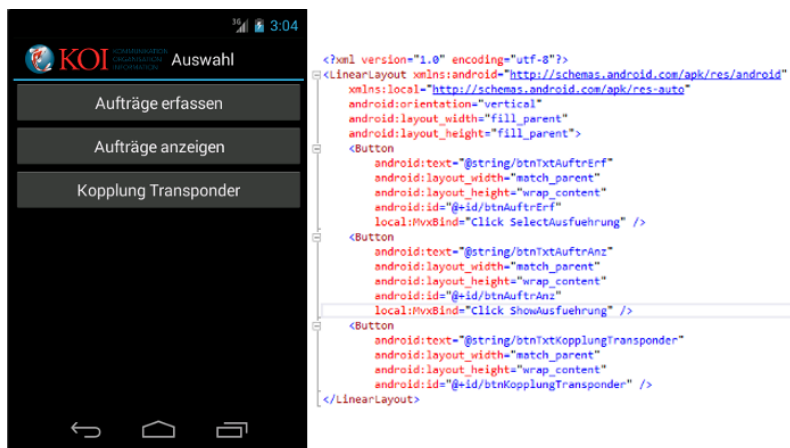 3G 3:04
KOI KOMMUNIKATION ORGANISATION INFORMATION Auswahl
Aufträge erfassen
Aufträge anzeigen
Kopplung Transponder
<?xml version="1.0" encoding="utf-8"?>
<LinearLayout xmlns:android="http://schemas.android.com/apk/res/android"
xmlns:local="http://schemas.android.com/apk/res-auto"
android:orientation="vertical"
android:layout_width="fill_parent"
android:layout_height="fill_parent">
<Button
android:text="@string/btnTxtAuftrErf"
android:layout_width="match_parent"
android:layout_height="wrap_content"
android:id="@+id/btnAuftrErf"
local:MvxBind="Click SelectAusfuehrung" />
<Button
android:text="@string/btnTxtAuftrAnz"
android:layout_width="match_parent"
android:layout_height="wrap_content"
android:id="@+id/btnAuftrAnz"
local:MvxBind="Click ShowAusfuehrung" />
<Button
android:text="@string/btnTxtKopplungTransponder"
android:layout_width="match_parent"
android:layout_height="wrap_content"
android:id="@+id/btnKopplungTransponder" />
</LinearLayout>